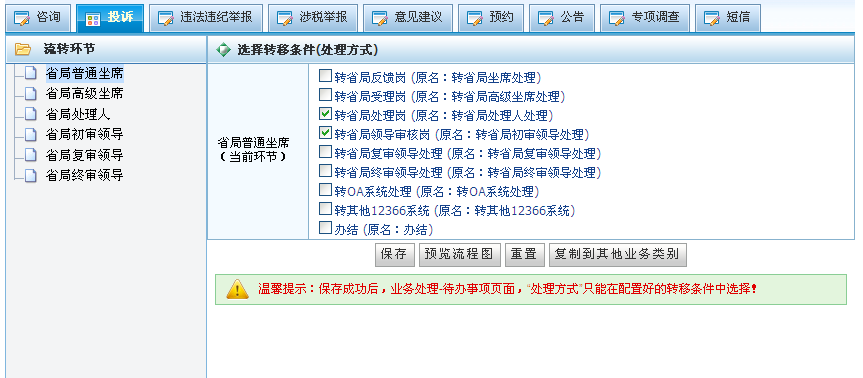 咨询 投诉 违法违纪举报 涉税举报 意见建议 预约 公告 专项调查 短信
流转环节
省局普通坐席
省局高级坐席
省局处理人
省局初审领导
省局复审领导
省局终审领导
选择转移条件(处理方式)
省局普通坐席
（当前环节）
转省局反馈岗 (原名：转省局坐席处理)
转省局受理岗 (原名：转省局高级坐席处理)
转省局处理岗 (原名：转省局处理人处理)
转省局领导审核岗 (原名：转省局初审领导处理)
转省局复审领导处理 (原名：转省局复审领导处理)
转省局终审领导处理 (原名：转省局终审领导处理)
转OA系统处理 (原名：转OA系统处理)
转其他12366系统 (原名：转其他12366系统)
办结 (原名：办结)
保存 预览流程图 重置 复制到其他业务类别
温馨提示：保存成功后，业务处理-待办事项页面，“处理方式”只能在配置好的转移条件中选择！